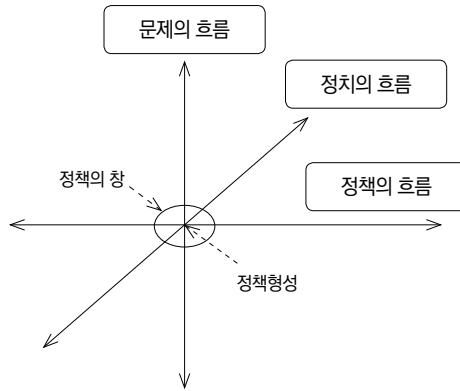 문제의 흐름
정치의 흐름
정책의 창
정책의 흐름
정책형성